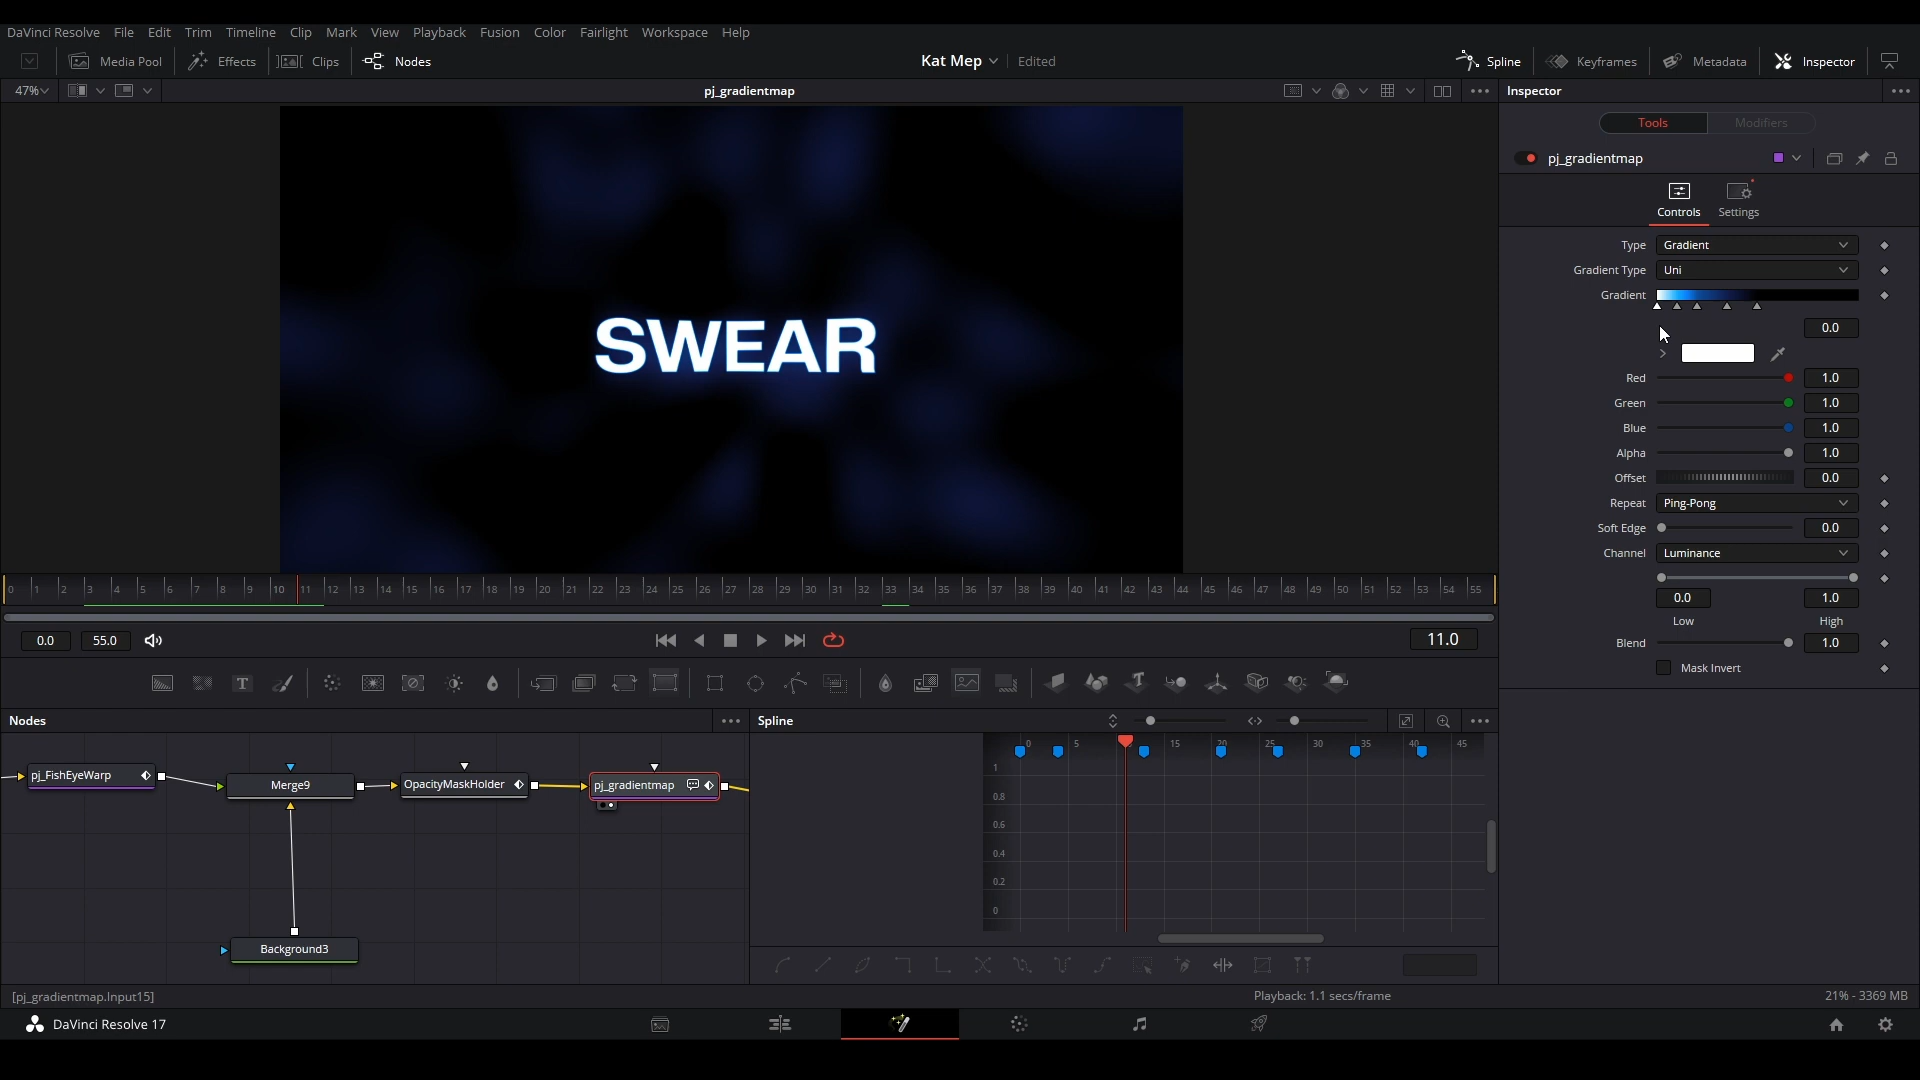 DaVinci Resolve File Edit Trim Timeline Clip Mark View Playback Fusion Color Fairlight Workspace Help
Media Pool Effects Clips Nodes Kat Mep Edited Spline Keyframes Metadata Inspector
47% pj_gradientmap Inspector
Tools Modifiers
pj_gradientmap
Controls Settings
SWEAR
Type Gradient
Gradient Type Uni
Gradient
0.0
Red 1.0
Green 1.0
Blue 1.0
Alpha 1.0
Offset 0.0
Repeat Ping-Pong
Soft Edge 0.0
Channel Luminance
0.0 1.0
Low High
Blend 1.0
Mask Invert
0 1 2 3 4 5 6 7 8 9 10 11 12 13 14 15 16 17 18 19 20 21 22 23 24 25 26 27 28 29 30 31 32 33 34 35 36 37 38 39 40 41 42 43 44 45 46 47 48 49 50 51 52 53 54 55
0.0 55.0 11.0
T T
Nodes Spline
pj_FishEyeWarp Merge9 OpacityMaskHolder pj_gradientmap
Background3
0 5 15 25 30 35 40 45
1
0.8
0.6
0.4
0.2
0
[pj_gradientmap.Input15] Playback: 1.1 secs/frame 21% - 3369 MB
DaVinci Resolve 17